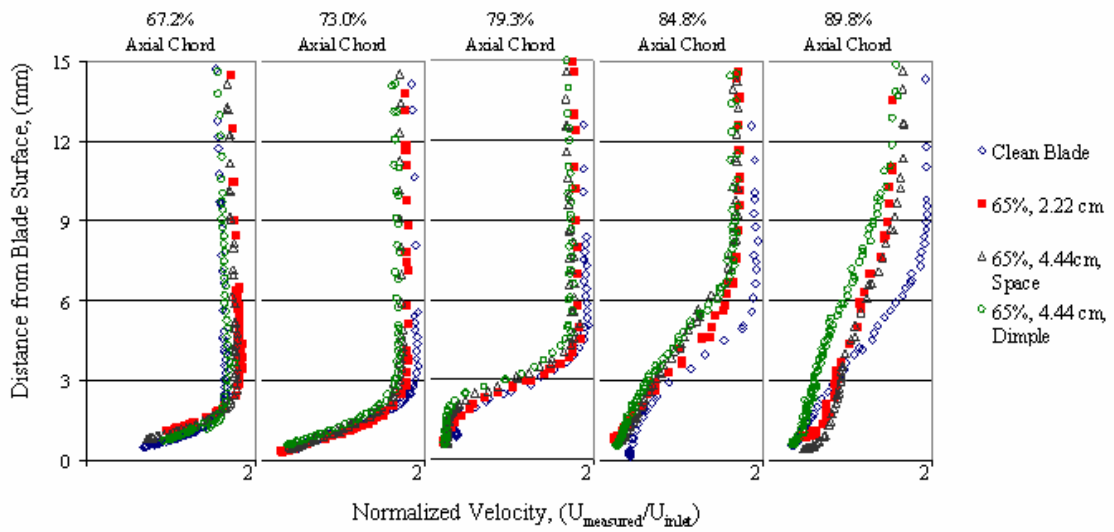 67.2% 73.0% 79.3% 84.8% 89.8%
Axial Chord Axial Chord Axial Chord Axial Chord Axial Chord
15
12
9
6
3
0
Distance from Blade Surface, (mm)
2 2 2 2 2
Normalized Velocity, (U_measured/U_inlet)
Clean Blade
65%, 2.22 cm
65%, 4.44cm,
Space
65%, 4.44 cm,
Dimple